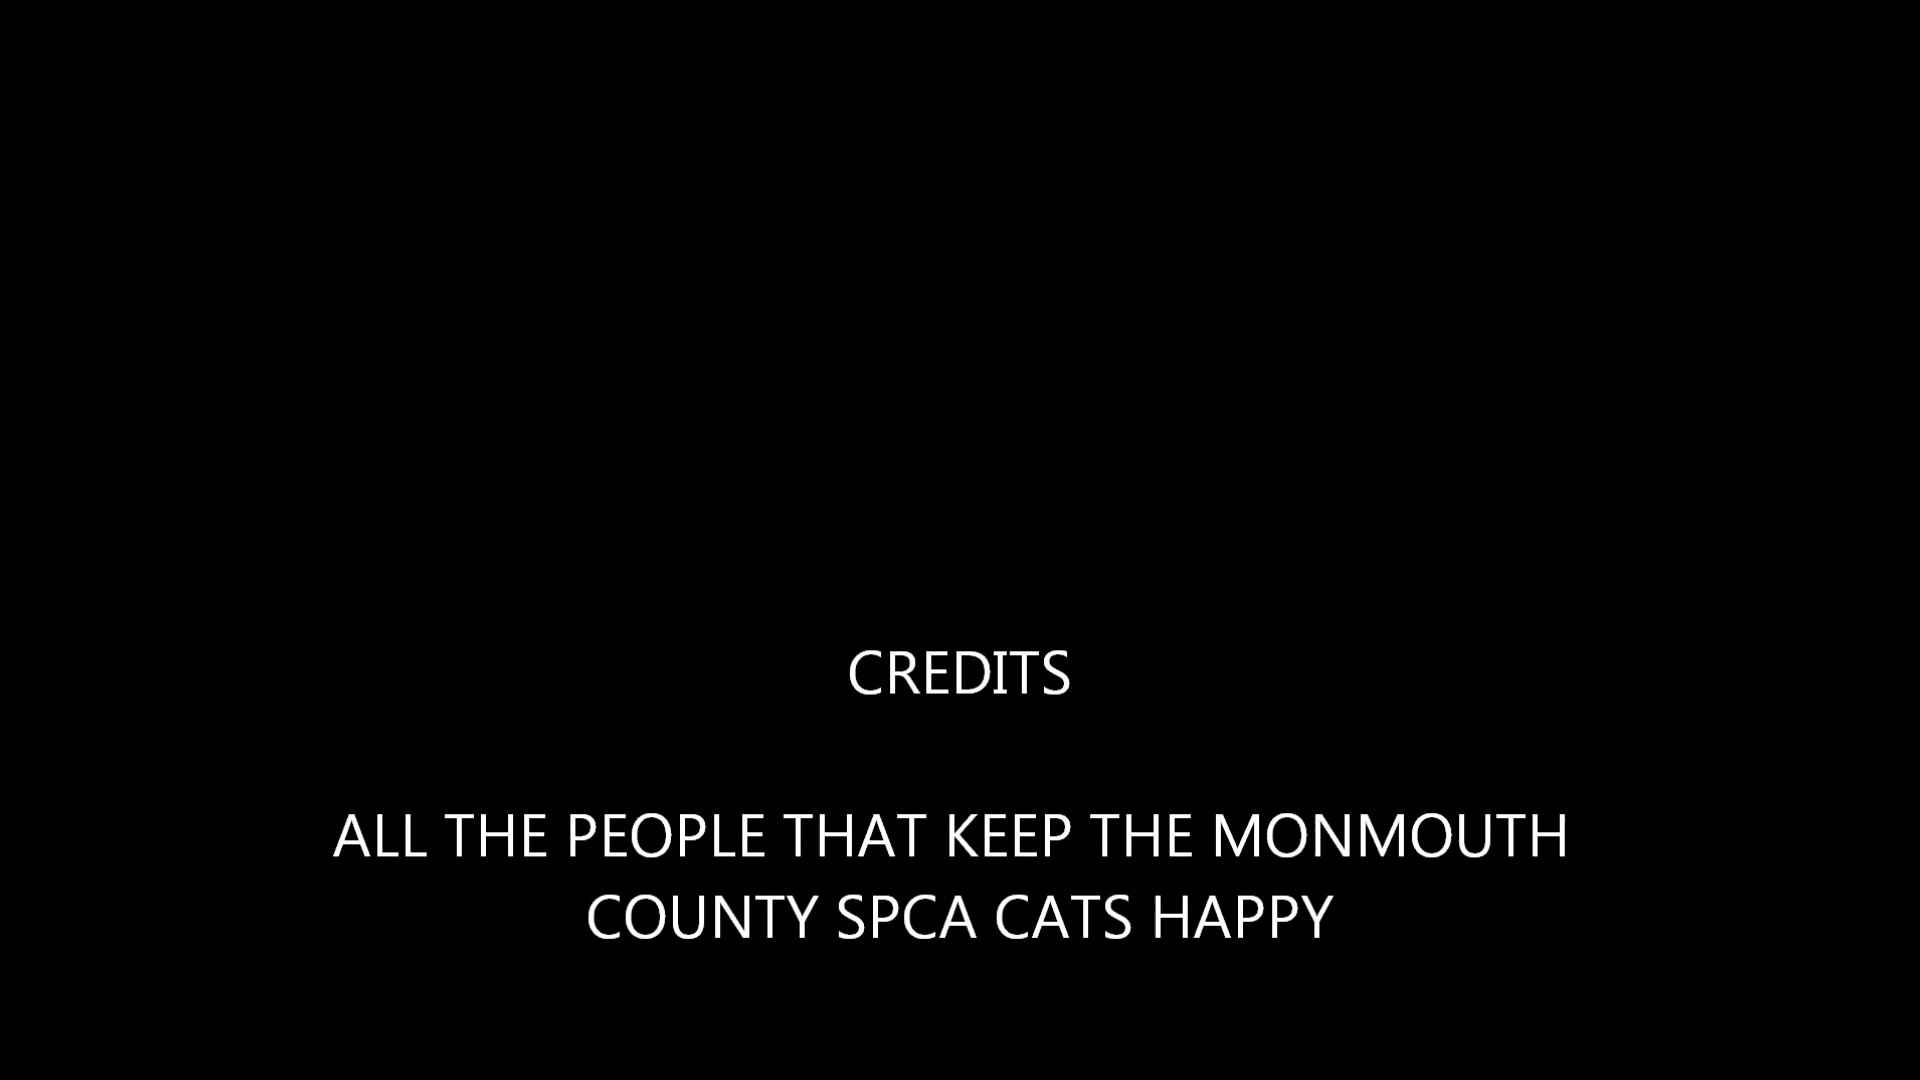 CREDITS
ALL THE PEOPLE THAT KEEP THE MONMOUTH
COUNTY SPCA CATS HAPPY